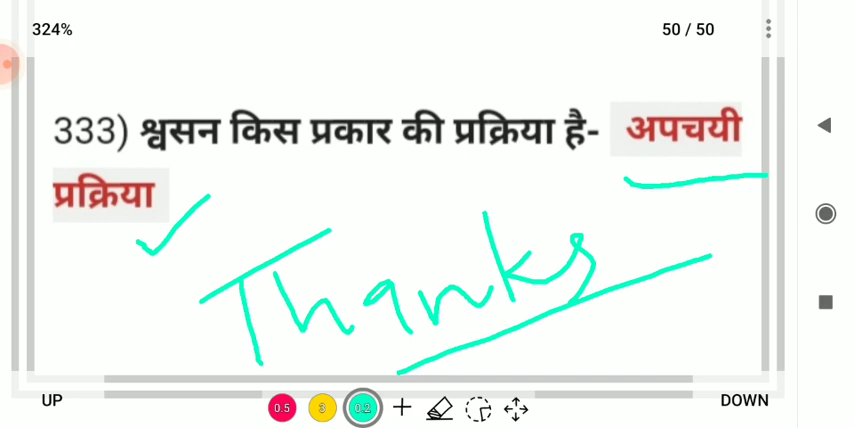 324% 50 / 50
333) श्वसन किस प्रकार की प्रक्रिया है- अपचयी
प्रक्रिया
Thanks
UP 0.5 3 0.2 DOWN